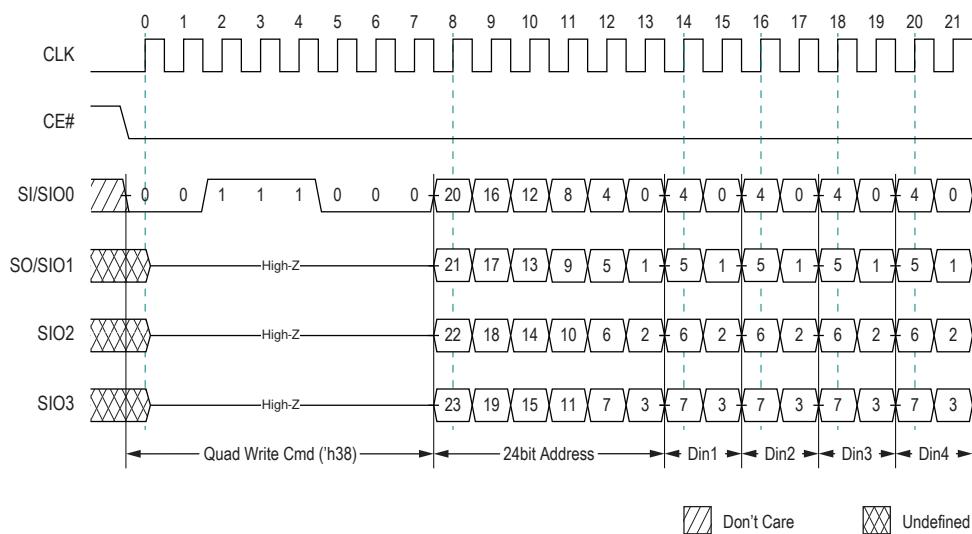 0 1 2 3 4 5 6 7 8 9 10 11 12 13 14 15 16 17 18 19 20 21
CLK
CE#
SI/SIO0 0 0 1 1 1 0 0 0 20 16 12 8 4 0 4 0 4 0 4 0 4 0
SO/SIO1 High-Z 21 17 13 9 5 1 5 1 5 1 5 1 5 1
SIO2 High-Z 22 18 14 10 6 2 6 2 6 2 6 2 6 2
SIO3 High-Z 23 19 15 11 7 3 7 3 7 3 7 3 7 3
Quad Write Cmd ('h38) 24bit Address Din1 Din2 Din3 Din4
Don't Care Undefined